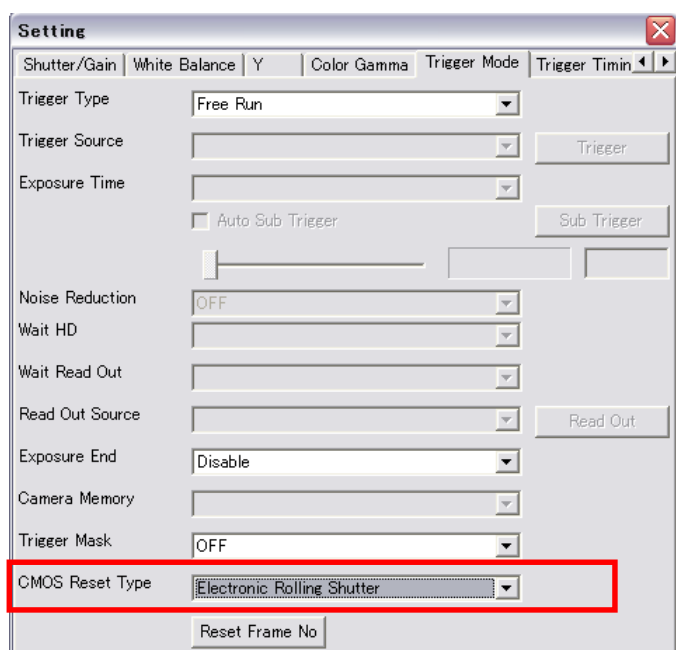 Setting
Shutter/Gain White Balance Y Color Gamma Trigger Mode Trigger Timin
Trigger Type Free Run
Trigger Source Trigger
Exposure Time
Auto Sub Trigger Sub Trigger
Noise Reduction OFF
Wait HD
Wait Read Out
Read Out Source Read Out
Exposure End Disable
Camera Memory
Trigger Mask OFF
CMOS Reset Type Electronic Rolling Shutter
Reset Frame No